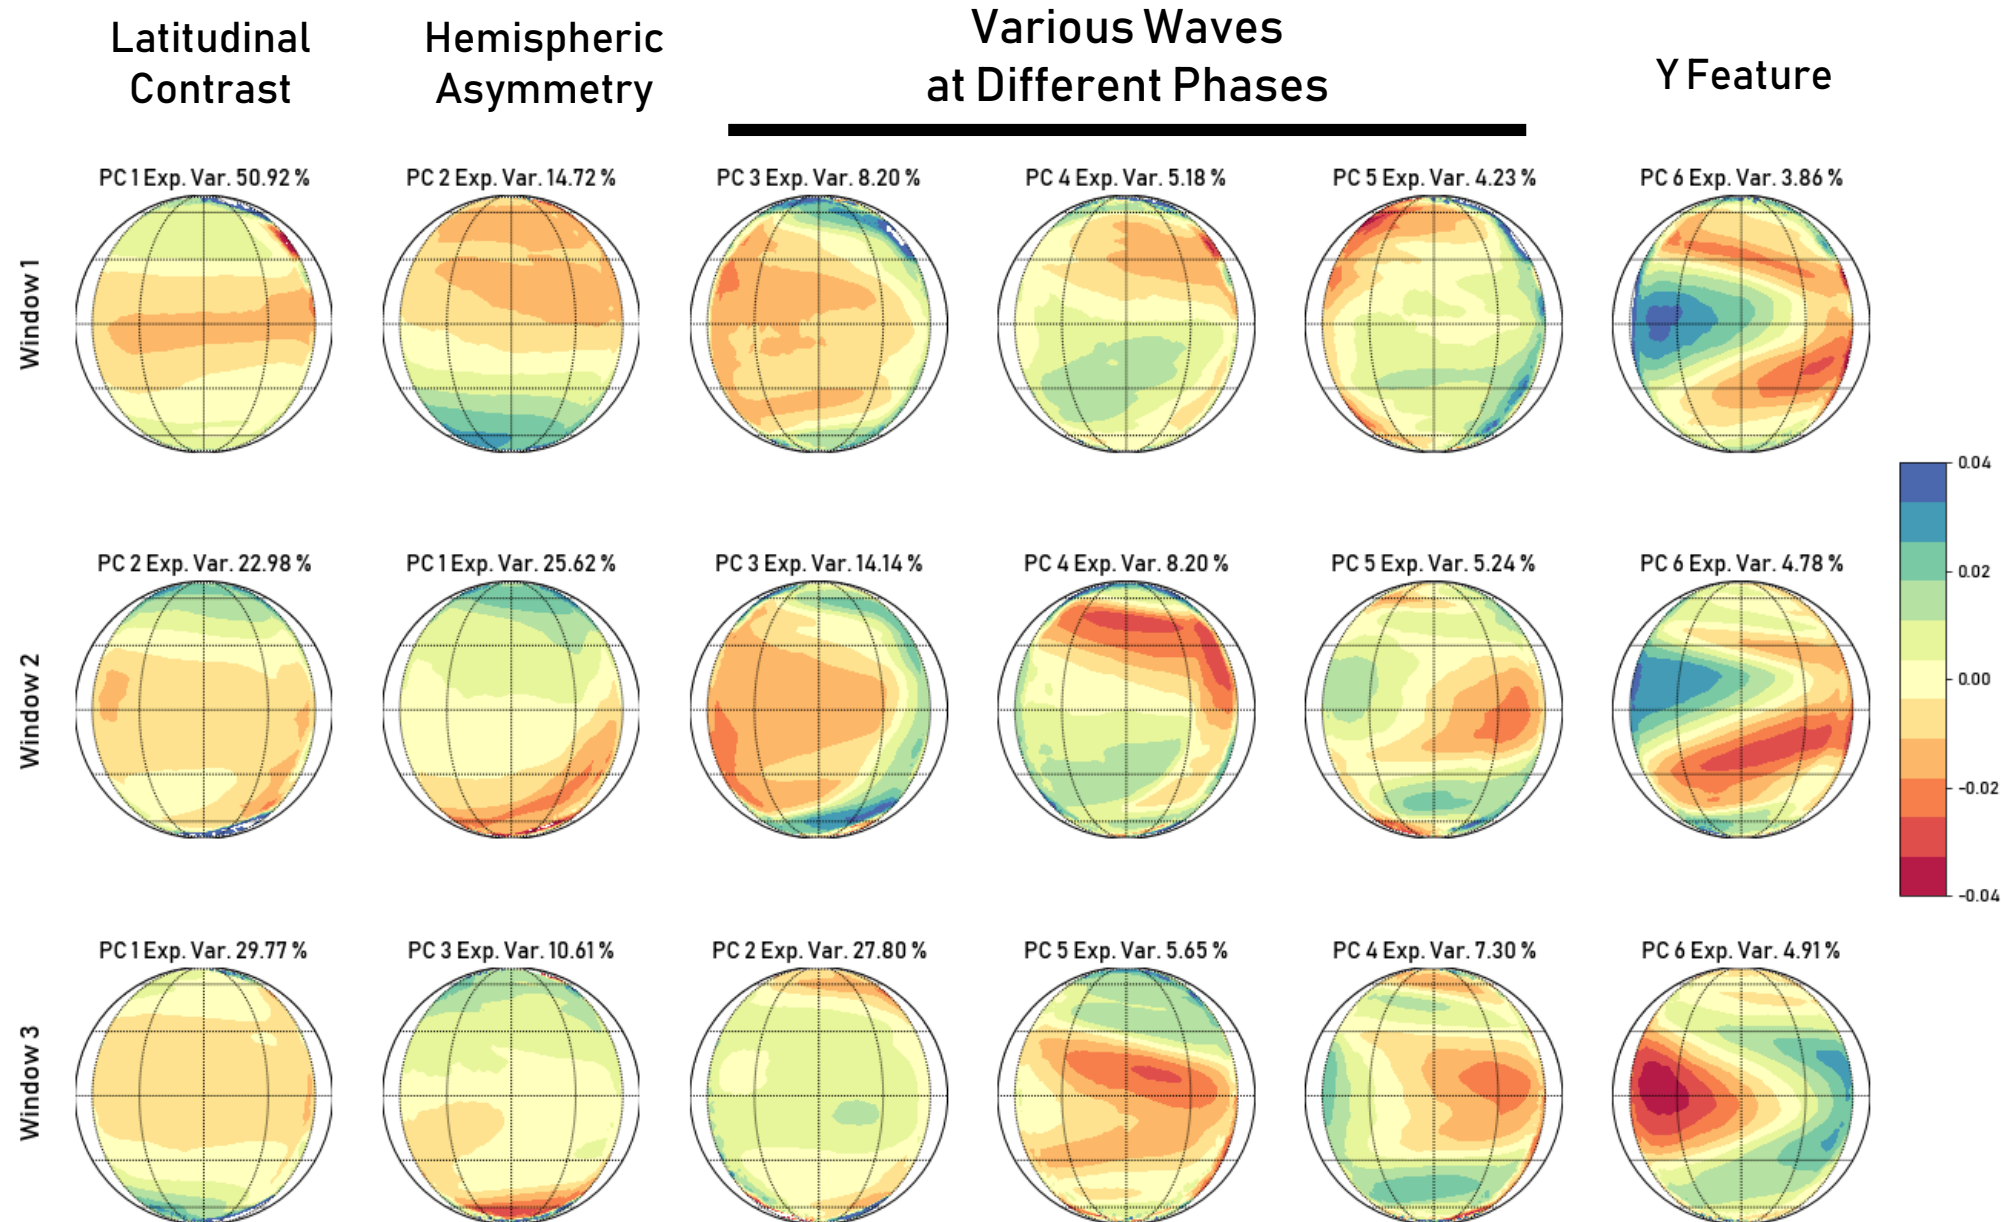 Latitudinal
Contrast
Hemispheric
Asymmetry
Various Waves
at Different Phases
Y Feature
Window 1
PC 1 Exp. Var. 50.92 %
PC 2 Exp. Var. 14.72 %
PC 3 Exp. Var. 8.20 %
PC 4 Exp. Var. 5.18 %
PC 5 Exp. Var. 4.23 %
PC 6 Exp. Var. 3.86 %
Window 2
PC 2 Exp. Var. 22.98 %
PC 1 Exp. Var. 25.62 %
PC 3 Exp. Var. 14.14 %
PC 4 Exp. Var. 8.20 %
PC 5 Exp. Var. 5.24 %
PC 6 Exp. Var. 4.78 %
Window 3
PC 1 Exp. Var. 29.77 %
PC 3 Exp. Var. 10.61 %
PC 2 Exp. Var. 27.80 %
PC 5 Exp. Var. 5.65 %
PC 4 Exp. Var. 7.30 %
PC 6 Exp. Var. 4.91 %
0.04
0.02
0.00
-0.02
-0.04